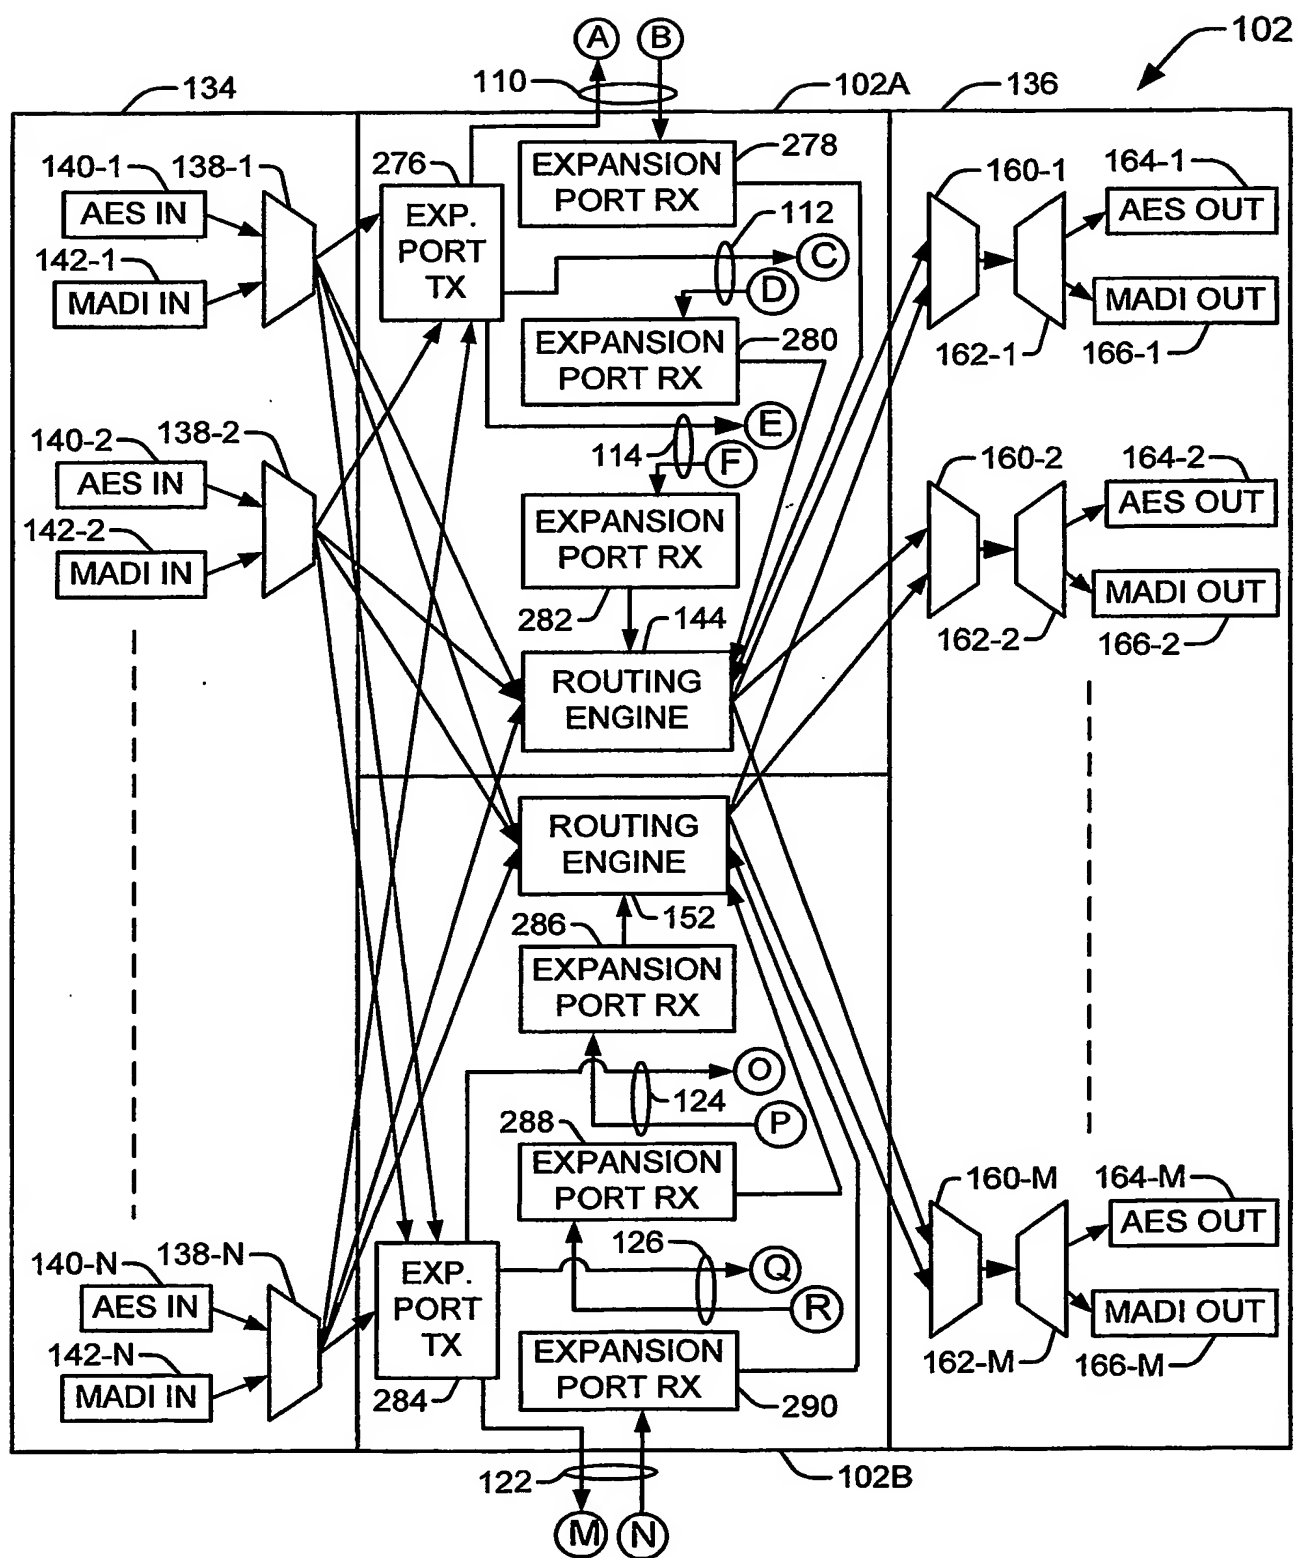 102
A
B
110
134
102A
136
140-1
138-1
AES IN
142-1
MADI IN
276
EXP.
PORT
TX
EXPANSION
PORT RX
278
112
C
D
EXPANSION
PORT RX
280
E
114
F
160-1
164-1
AES OUT
MADI OUT
162-1
166-1
140-2
138-2
AES IN
142-2
MADI IN
EXPANSION
PORT RX
282
144
ROUTING
ENGINE
160-2
164-2
AES OUT
MADI OUT
162-2
166-2
ROUTING
ENGINE
152
286
EXPANSION
PORT RX
O
124
P
288
EXPANSION
PORT RX
126
Q
R
140-N
138-N
AES IN
142-N
MADI IN
EXP.
PORT
TX
284
EXPANSION
PORT RX
290
160-M
164-M
AES OUT
MADI OUT
162-M
166-M
122
102B
M
N